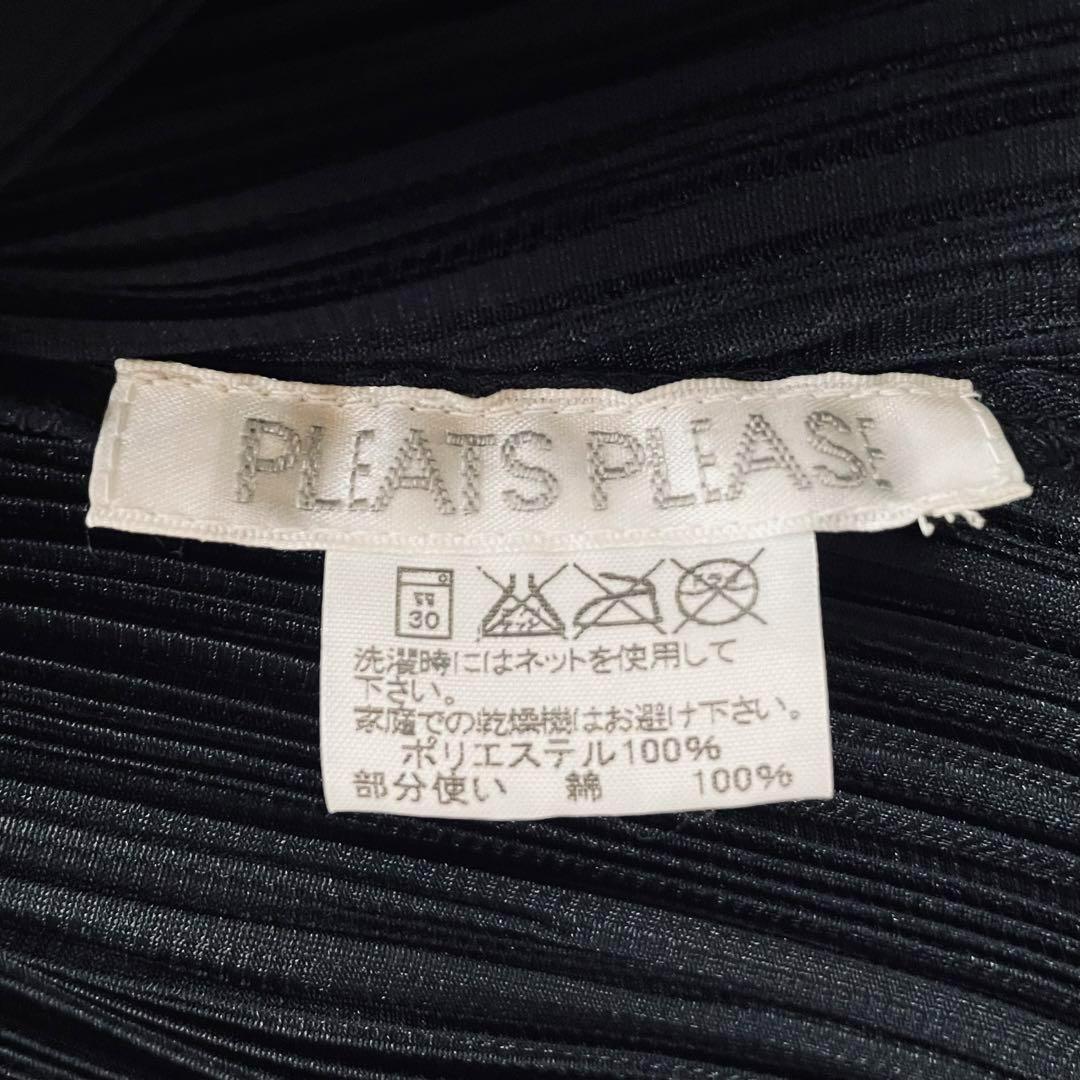 PLEATS PLEASE
30
洗濯時にはネットを使用して
下さい。
家庭での乾燥機はお避け下さい。
ポリエステル100%
部分使い 綿 100%